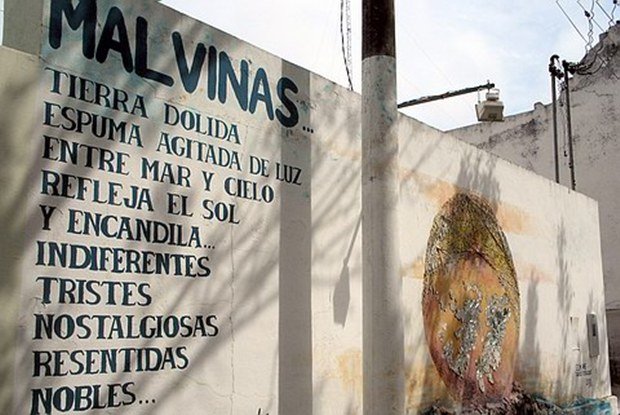 MALVINAS...
TIERRA DOLIDA
ESPUMA AGITADA DE LUZ
ENTRE MAR Y CIELO
REFLEJA EL SOL
Y ENCANDILA...
INDIFERENTES
TRISTES
NOSTALGIOSAS
RESENTIDAS
NOBLES...